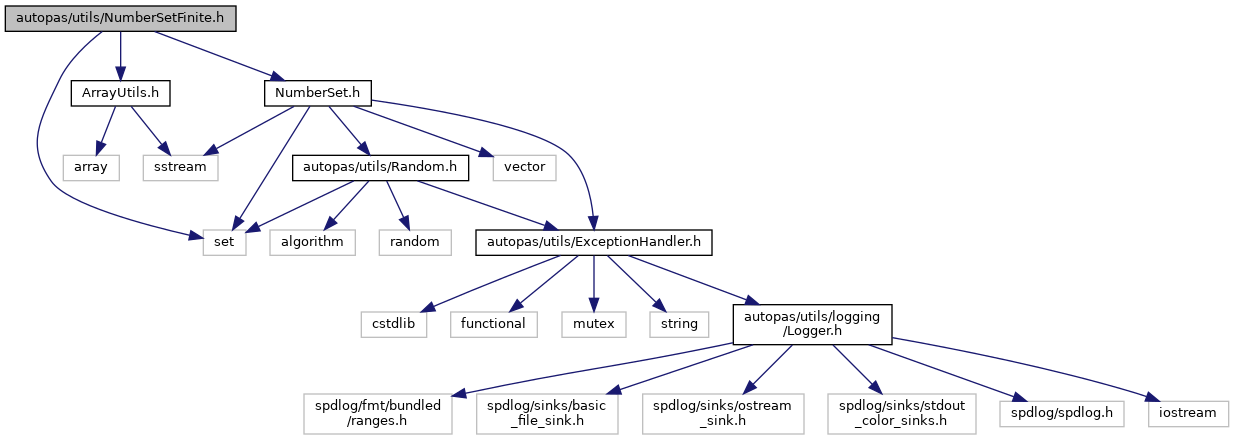 autopas/utils/NumberSetFinite.h
ArrayUtils.h
NumberSet.h
array
sstream
autopas/utils/Random.h
vector
set
algorithm
random
autopas/utils/ExceptionHandler.h
cstdlib
functional
mutex
string
autopas/utils/logging
/Logger.h
spdlog/fmt/bundled
/ranges.h
spdlog/sinks/basic
_file_sink.h
spdlog/sinks/ostream
_sink.h
spdlog/sinks/stdout
_color_sinks.h
spdlog/spdlog.h
iostream